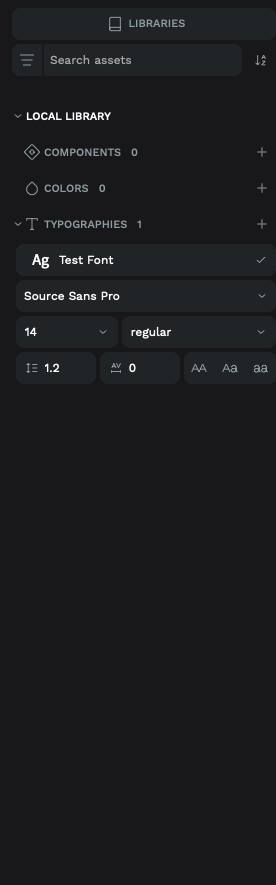 LIBRARIES
Search assets
LOCAL LIBRARY
COMPONENTS 0
COLORS 0
TYPOGRAPHIES 1
Ag Test Font
Source Sans Pro
14 regular
1.2 AV 0 AA Aa aa